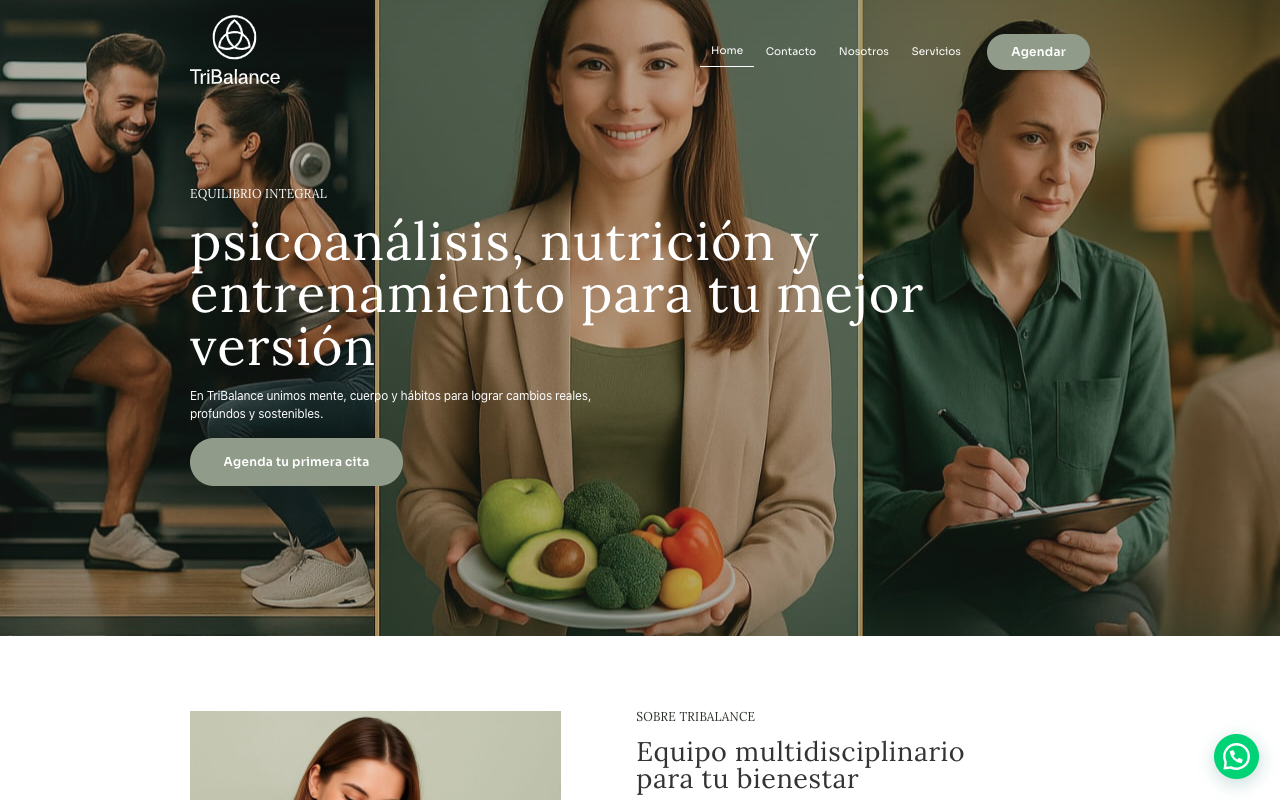 TriBalance
Home
Contacto
Nosotros
Servicios
Agendar
EQUILIBRIO INTEGRAL
psicoanálisis, nutrición y
entrenamiento para tu mejor
versión
En TriBalance unimos mente, cuerpo y hábitos para lograr cambios reales,
profundos y sostenibles.
Agenda tu primera cita
SOBRE TRIBALANCE
Equipo multidisciplinario
para tu bienestar